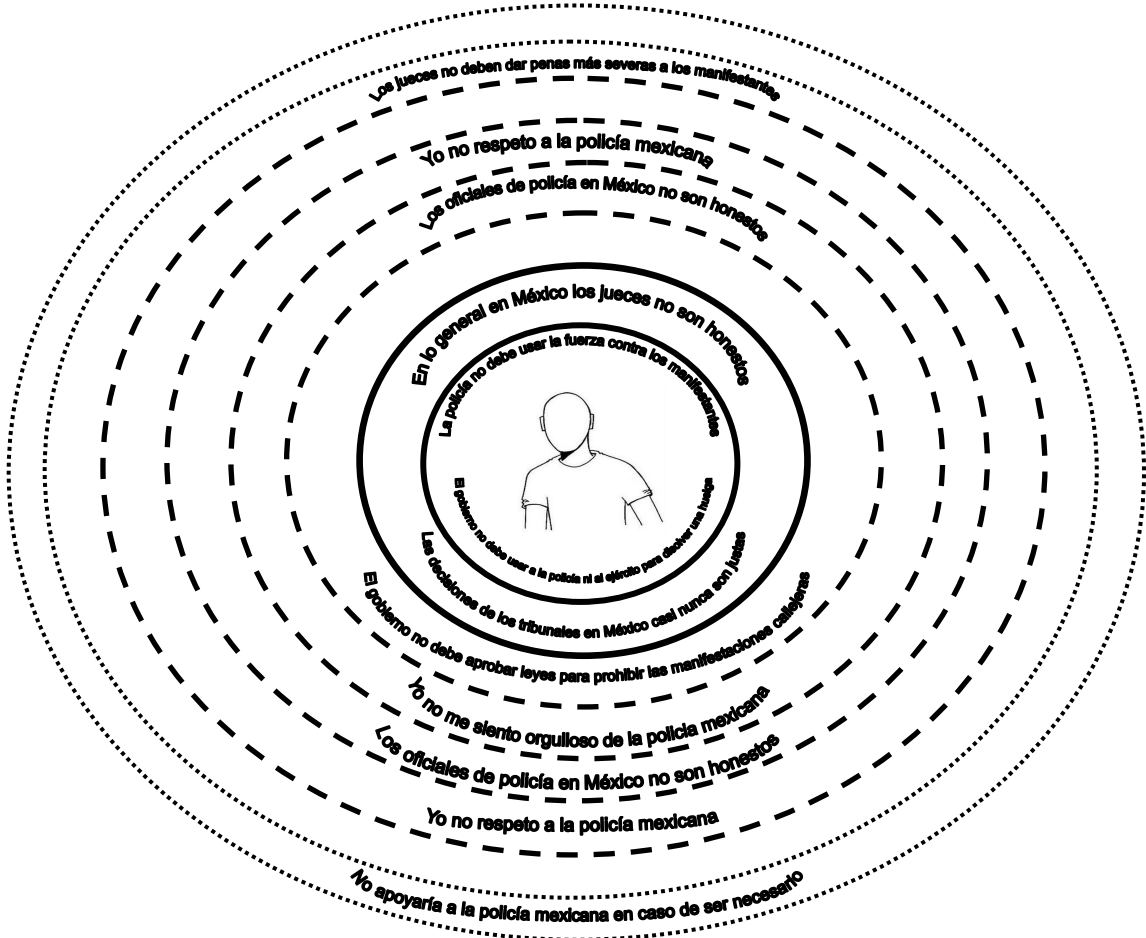 Los jueces no deben dar penas más severas a los manifestantes
Yo no respeto a la policía mexicana
Los oficiales de policía en México no son honestos
En lo general en México los jueces no son honestos
La policía no debe usar la fuerza contra los manifestantes
El gobierno no debe usar a la policía ni al ejército para disolver una huelga
Las decisiones de los tribunales en México casi nunca son justas
El gobierno no debe aprobar leyes para prohibir las manifestaciones callejeras
Yo no me siento orgulloso de la policia mexicana
Los oficiales de policía en México no son honestos
Yo no respeto a la policía mexicana
No apoyaría a la policía mexicana en caso de ser necesario